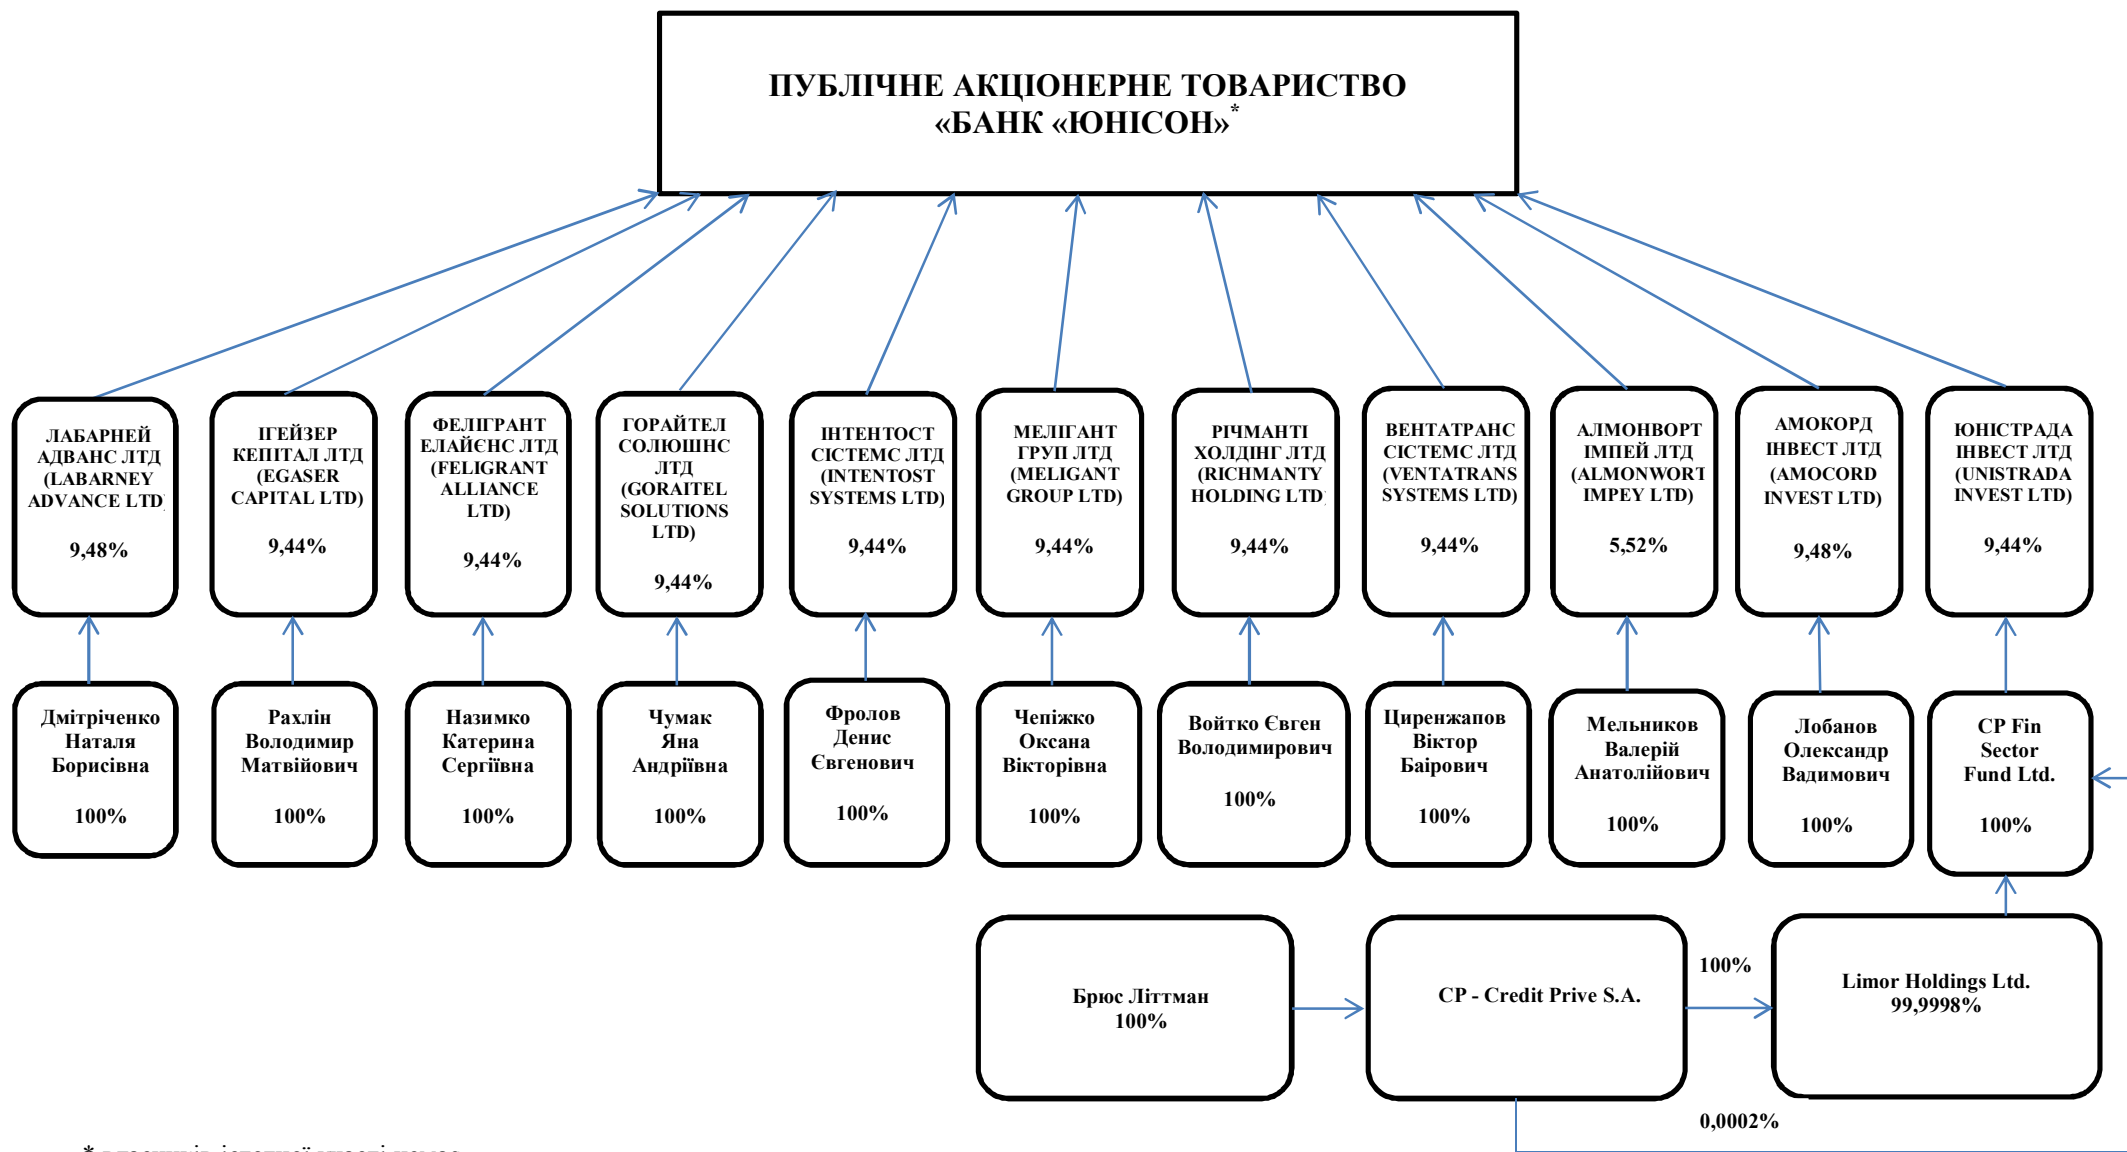 ПУБЛІЧНЕ АКЦІОНЕРНЕ ТОВАРИСТВО
«БАНК «ЮНІСОН»*
ЛАБАРНЕЙ
АДВАНС ЛТД
(LABARNEY
ADVANCE LTD)
9,48%
ІГЕЙЗЕР
КЕПІТАЛ ЛТД
(EGASER
CAPITAL LTD)
9,44%
ФЕЛІГРАНТ
ЕЛАЙЄНС ЛТД
(FELIGRANT
ALLIANCE
LTD)
9,44%
ГОРАЙТЕЛ
СОЛЮШНС
ЛТД
(GORAITEL
SOLUTIONS
LTD)
9,44%
ІНТЕНТОСТ
СІСТЕМС ЛТД
(INTENTOST
SYSTEMS LTD)
9,44%
МЕЛІГАНТ
ГРУП ЛТД
(MELIGANT
GROUP LTD)
9,44%
РІЧМАНТІ
ХОЛДІНГ ЛТД
(RICHMANTY
HOLDING LTD)
9,44%
ВЕНТАТРАНС
СІСТЕМС ЛТД
(VENTATRANS
SYSTEMS LTD)
9,44%
АЛМОНВОРТ
ІМПЕЙ ЛТД
(ALMONWORT
IMPEY LTD)
5,52%
АМОКОРД
ІНВЕСТ ЛТД
(AMOCORD
INVEST LTD)
9,48%
ЮНІСТРАДА
ІНВЕСТ ЛТД
(UNISTRADA
INVEST LTD)
9,44%
Дмітріченко
Наталя
Борисівна
100%
Рахлін
Володимир
Матвійович
100%
Назимко
Катерина
Сергіївна
100%
Чумак
Яна
Андріївна
100%
Фролов
Денис
Євгенович
100%
Чепіжко
Оксана
Вікторівна
100%
Войтко Євген
Володимирович
100%
Циренжапов
Віктор
Баірович
100%
Мельников
Валерій
Анатолійович
100%
Лобанов
Олександр
Вадимович
100%
CP Fin
Sector
Fund Ltd.
100%
Брюс Літтман
100%
CP - Credit Prive S.A.
100%
Limor Holdings Ltd.
99,9998%
0,0002%